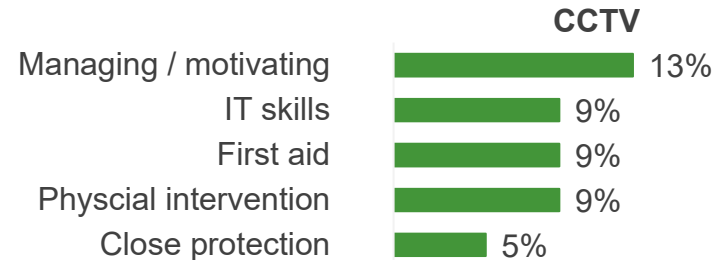 CCTV
Managing / motivating 13%
IT skills 9%
First aid 9%
Physcial intervention 9%
Close protection 5%